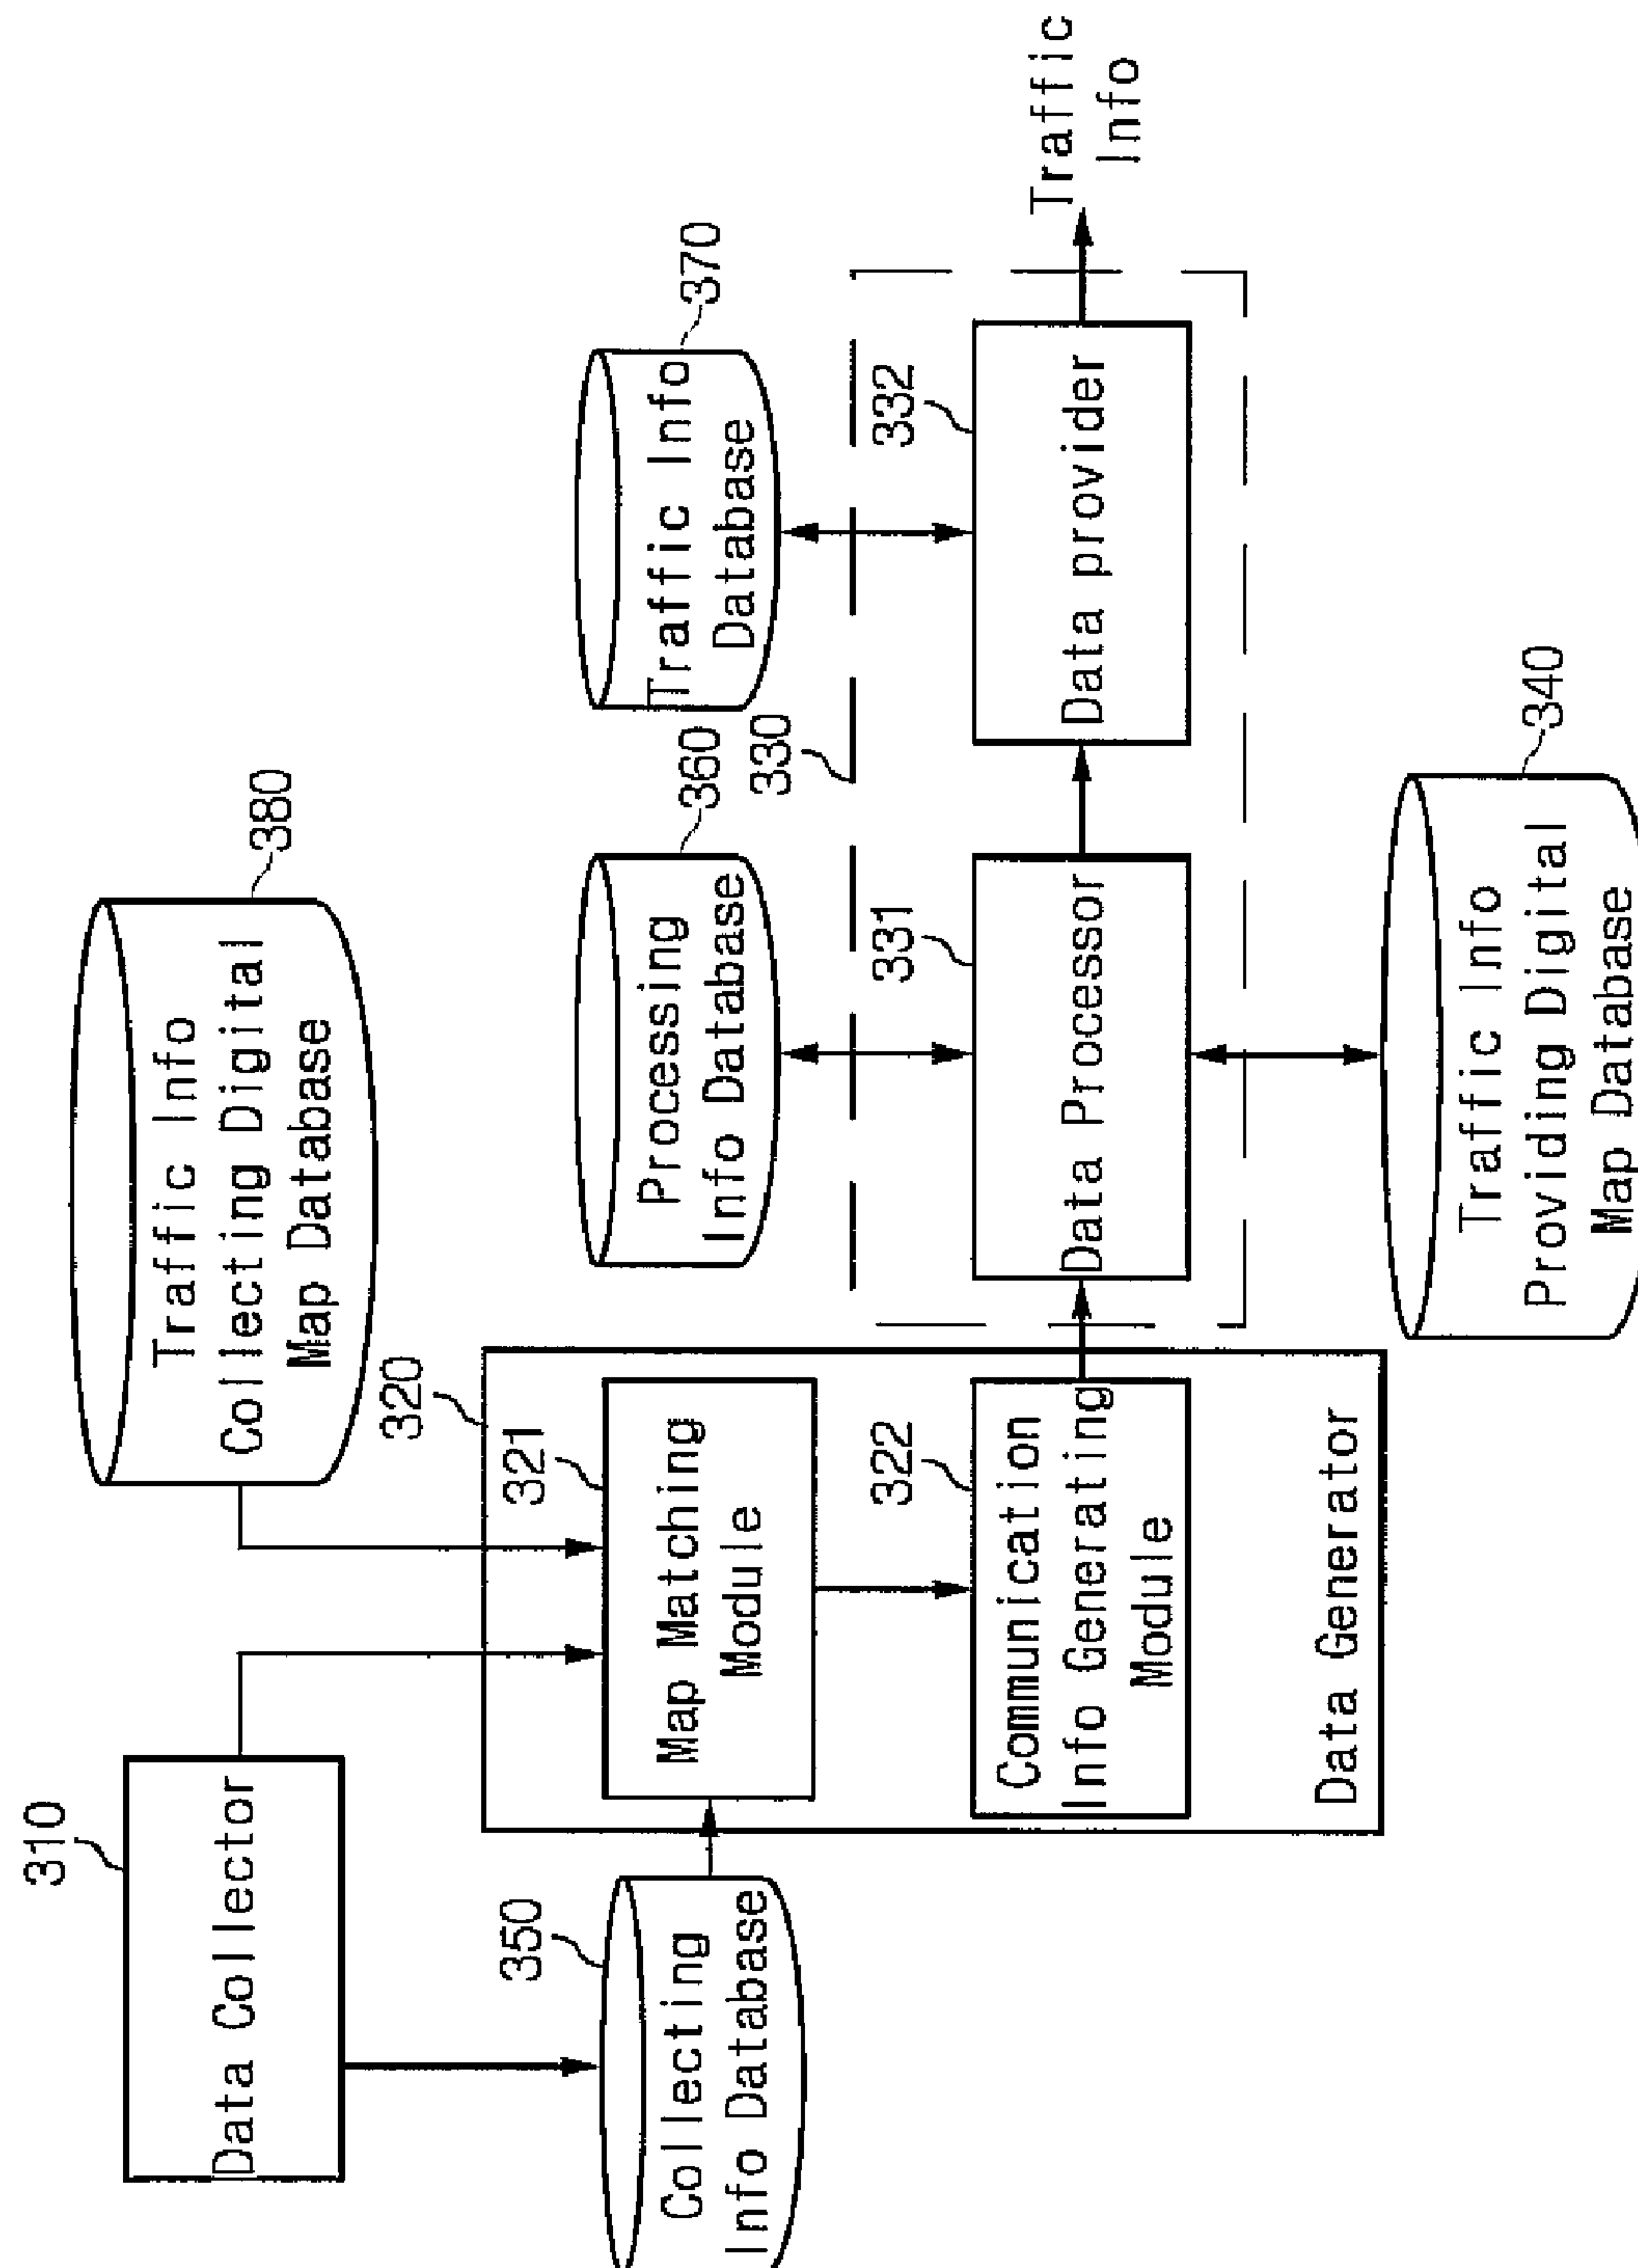 310
Data Collector
Traffic Info
Collecting Digital
Map Database
380
320
350
Collecting
Info Database
321
Map Matching
Module
Processing
Info Database
360
Traffic Info
Database
370
330
322
Communication
Info Generating
Module
Data Generator
331
Data Processor
332
Data provider
Traffic
Info
Traffic Info
Providing Digital
Map Database
340